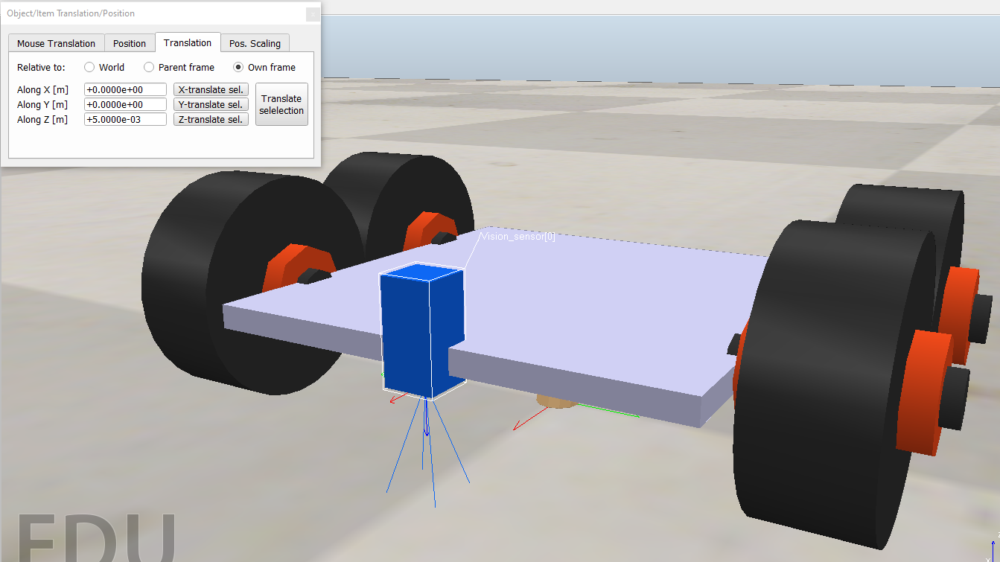 Object/Item Translation/Position
Mouse Translation Position Translation Pos. Scaling
Relative to: World Parent frame Own frame
Along X [m] +0.0000e+00 X-translate sel.
Along Y [m] +0.0000e+00 Y-translate sel.
Along Z [m] +5.0000e-03 Z-translate sel.
Translate
selelection
/Vision_sensor[0]
EDU